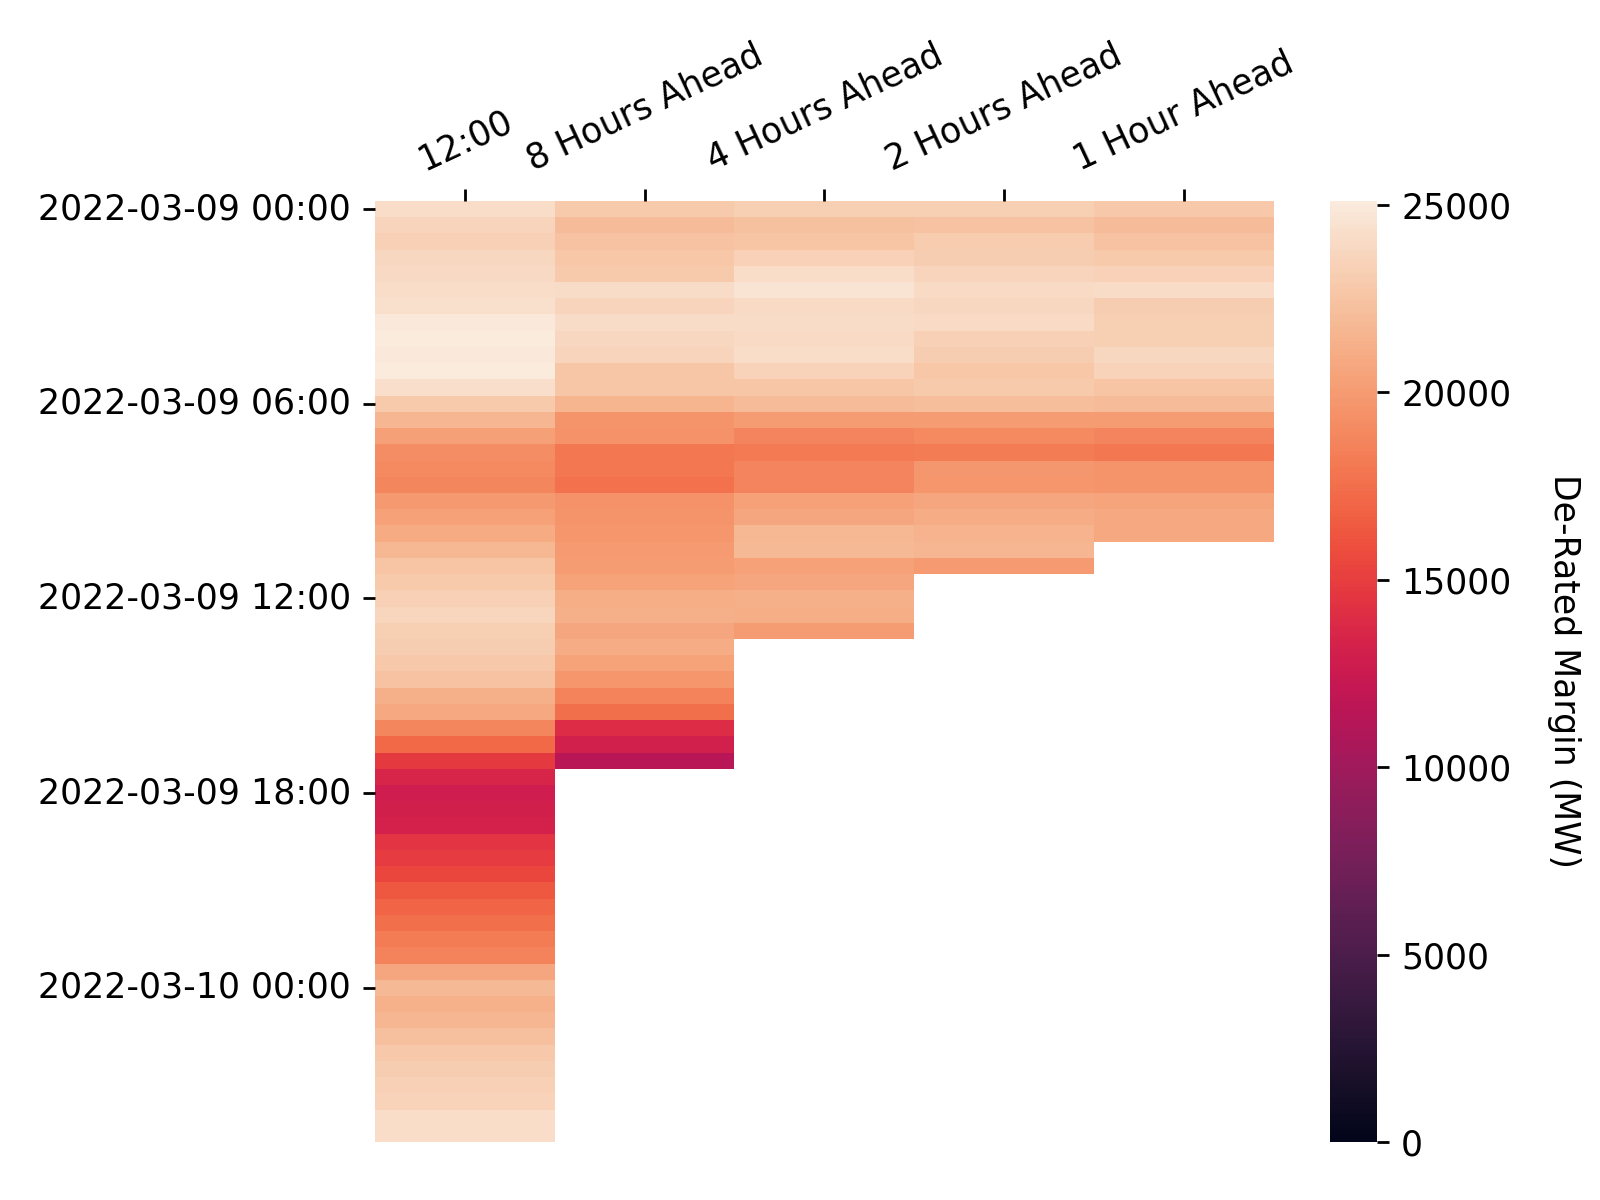 12:00
8 Hours Ahead
4 Hours Ahead
2 Hours Ahead
1 Hour Ahead
2022-03-09 00:00
2022-03-09 06:00
2022-03-09 12:00
2022-03-09 18:00
2022-03-10 00:00
25000
20000
15000
10000
5000
0
De-Rated Margin (MW)